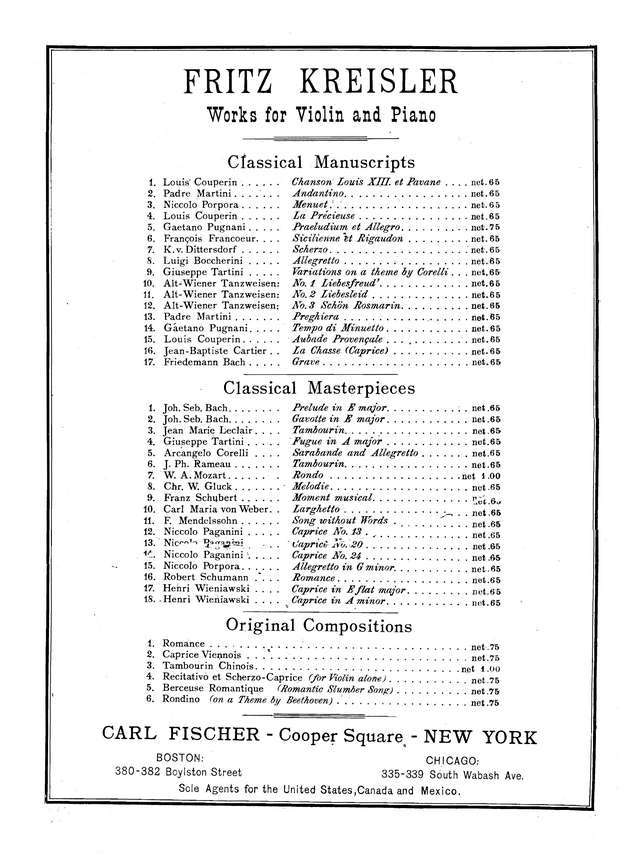 FRITZ KREISLER
Works for Violin and Piano
Classical Manuscripts
1. Louis Couperin . . . . . . Chanson Louis XIII. et Pavane . . . . net .65
2. Padre Martini . . . . . . . Andantino. . . . . . . . . . . . . . . . net .65
3. Niccolo Porpora . . . . . . Menuet . . . . . . . . . . . . . . . . . net .65
4. Louis Couperin . . . . . . La Précieuse . . . . . . . . . . . . . . net .65
5. Gaetano Pugnani . . . . . Praeludium et Allegro. . . . . . . . . . net .75
6. François Francoeur. . . . Sicilienne et Rigaudon . . . . . . . . . net .65
7. K. v. Dittersdorf . . . . . Scherzo. . . . . . . . . . . . . . . . . net .65
8. Luigi Boccherini . . . . . Allegretto . . . . . . . . . . . . . . . net .65
9. Giuseppe Tartini . . . . . Variations on a theme by Corelli . . . net .65
10. Alt-Wiener Tanzweisen: No. 1 Liebesfreud . . . . . . . . . . . . net .65
11. Alt-Wiener Tanzweisen: No. 2 Liebesleid . . . . . . . . . . . . . net .65
12. Alt-Wiener Tanzweisen: No. 3 Schön Rosmarin. . . . . . . . . . net .65
13. Padre Martini . . . . . . . Preghiera . . . . . . . . . . . . . . . net .65
14. Gaetano Pugnani. . . . . Tempo di Minuetto. . . . . . . . . . . net .65
15. Louis Couperin . . . . . . Aubade Provençale . . . . . . . . . . . net .65
16. Jean-Baptiste Cartier . . La Chasse (Caprice) . . . . . . . . . . net .65
17. Friedemann Bach . . . . . Grave. . . . . . . . . . . . . . . . . . net .65
Classical Masterpieces
1. Joh. Seb. Bach. . . . . . . . Prelude in E major. . . . . . . . . . . net .65
2. Joh. Seb. Bach. . . . . . . . Gavotte in E major . . . . . . . . . . net .65
3. Jean Marie Leclair . . . . Tambourin. . . . . . . . . . . . . . . . net .65
4. Giuseppe Tartini . . . . . Fugue in A major . . . . . . . . . . . net .65
5. Arcangelo Corelli . . . . Sarabande and Allegretto . . . . . . . net .65
6. J. Ph. Rameau . . . . . . . Tambourin. . . . . . . . . . . . . . . . net .65
7. W. A. Mozart. . . . . . . . Rondo . . . . . . . . . . . . . . . . . net 1.00
8. Chr. W. Gluck. . . . . . . . Melodie. . . . . . . . . . . . . . . . . net .65
9. Franz Schubert . . . . . . Moment musical. . . . . . . . . . . . .
10. Carl Maria von Weber. . Larghetto . . . . . . . . . . . . . . . net .65
11. F. Mendelssohn . . . . . . Song without Words . . . . . . . . . . net .65
12. Niccolo Paganini . . . . Caprice No. 13 . . . . . . . . . . . . . net .65
13. Niccolo Paganini . . . . Caprice No. 20 . . . . . . . . . . . . . net .65
Niccolo Paganini . . . . Caprice No. 24 . . . . . . . . . . . . . net .65
15. Niccolo Porpora. . . . . . Allegretto in G minor. . . . . . . . . . net .65
16. Robert Schumann . . . . Romance. . . . . . . . . . . . . . . . . net .65
17. Henri Wieniawski . . . . Caprice in E flat major . . . . . . . . net .65
18. Henri Wieniawski . . . . Caprice in A minor. . . . . . . . . . . net .65
Original Compositions
1. Romance . . . . . . . . . . . . . . . . . . . . . . . . . net .75
2. Caprice Viennois . . . . . . . . . . . . . . . . . . . . . net .75
3. Tambourin Chinois. . . . . . . . . . . . . . . . . . . . . net 1.00
4. Recitativo et Scherzo-Caprice (for Violin alone) . . . . . . . . net .75
5. Berceuse Romantique (Romantic Slumber Song) . . . . . . . . net .75
6. Rondino (on a Theme by Beethoven) . . . . . . . . . . . . . net .75
CARL FISCHER - Cooper Square - NEW YORK
BOSTON:
380-382 Boylston Street
CHICAGO:
335-339 South Wabash Ave.
Sole Agents for the United States, Canada and Mexico.